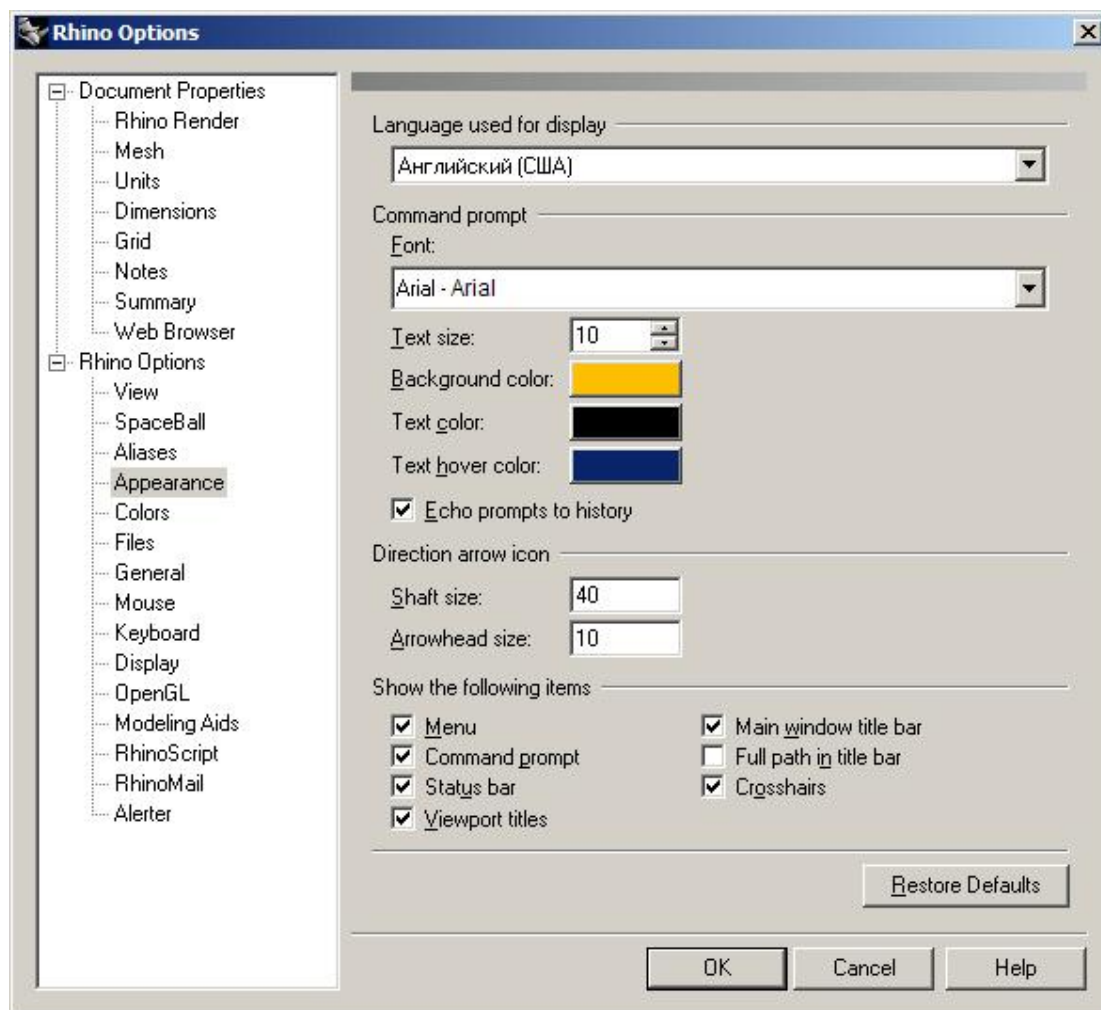 Rhino Options
Document Properties
Rhino Render
Mesh
Units
Dimensions
Grid
Notes
Summary
Web Browser
Rhino Options
View
SpaceBall
Aliases
Appearance
Colors
Files
General
Mouse
Keyboard
Display
OpenGL
Modeling Aids
RhinoScript
RhinoMail
Alerter
Language used for display
Английский (США)
Command prompt
Font:
Arial - Arial
Text size: 10
Background color:
Text color:
Text hover color:
Echo prompts to history
Direction arrow icon
Shaft size: 40
Arrowhead size: 10
Show the following items
Menu
Command prompt
Status bar
Viewport titles
Main window title bar
Full path in title bar
Crosshairs
Restore Defaults
OK Cancel Help